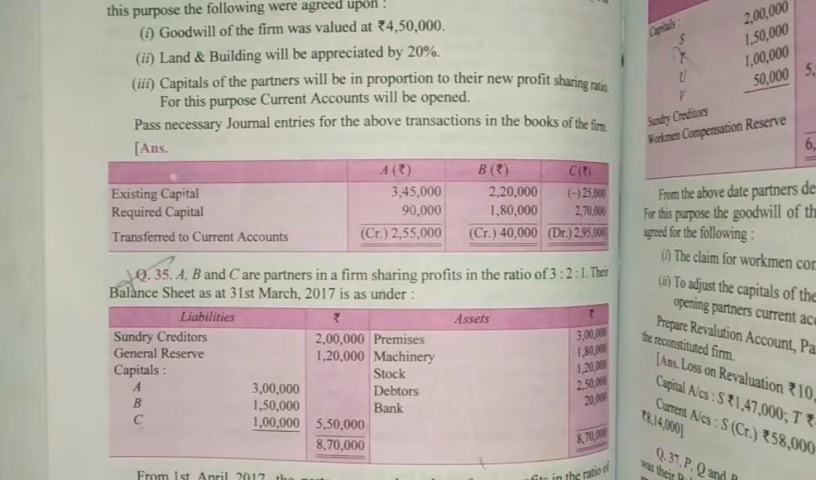 this purpose the following were agreed upon :
(i) Goodwill of the firm was valued at ₹4,50,000.
(ii) Land & Building will be appreciated by 20%.
(iii) Capitals of the partners will be in proportion to their new profit sharing ratio.
For this purpose Current Accounts will be opened.
Pass necessary Journal entries for the above transactions in the books of the firm.
[Ans.
A (₹) B (₹) C (₹)
Existing Capital 3,45,000 2,20,000 (–) 25,000
Required Capital 90,000 1,80,000 2,70,000
Transferred to Current Accounts (Cr.) 2,55,000 (Cr.) 40,000 (Dr.) 2,95,000
Q. 35. A, B and C are partners in a firm sharing profits in the ratio of 3 : 2 : 1. Their
Balance Sheet as at 31st March, 2017 is as under :
Liabilities ₹ Assets ₹
Sundry Creditors 2,00,000 Premises 3,00,000
General Reserve 1,20,000 Machinery 1,80,000
Capitals : Stock 1,20,000
A 3,00,000 Debtors 2,50,000
B 1,50,000 Bank 20,000
C 1,00,000 5,50,000
8,70,000 8,70,000
From 1st April 2017, the in the ratio of
Capitals :
S 2,00,000
T 1,50,000
U 1,00,000
V 50,000 5,
Sundry Creditors
Workmen Compensation Reserve
6,
From the above date partners de
For this purpose the goodwill of th
agreed for the following :
(i) The claim for workmen com
(ii) To adjust the capitals of the
opening partners current acc
Prepare Revalution Account, Pa
the reconstituted firm.
[Ans. Loss on Revaluation ₹10,
Capital A/cs : S ₹1,47,000; T ₹
Current A/cs : S (Cr.) ₹58,000
₹8,14,000]
Q. 37. P, Q and R
was their